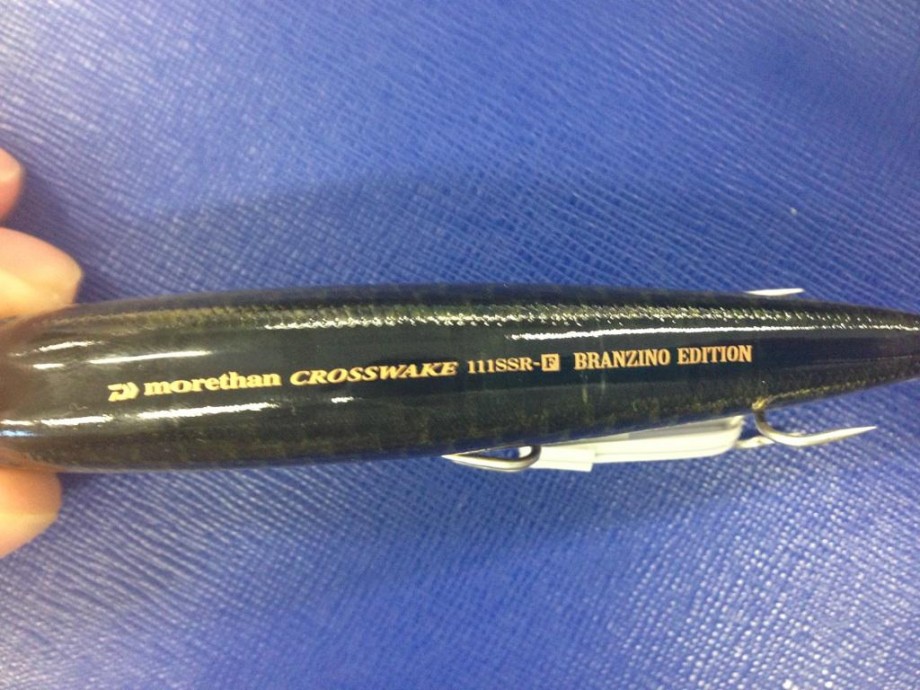 morethan CROSSWAKE 111SSR-F BRANZINO EDITION